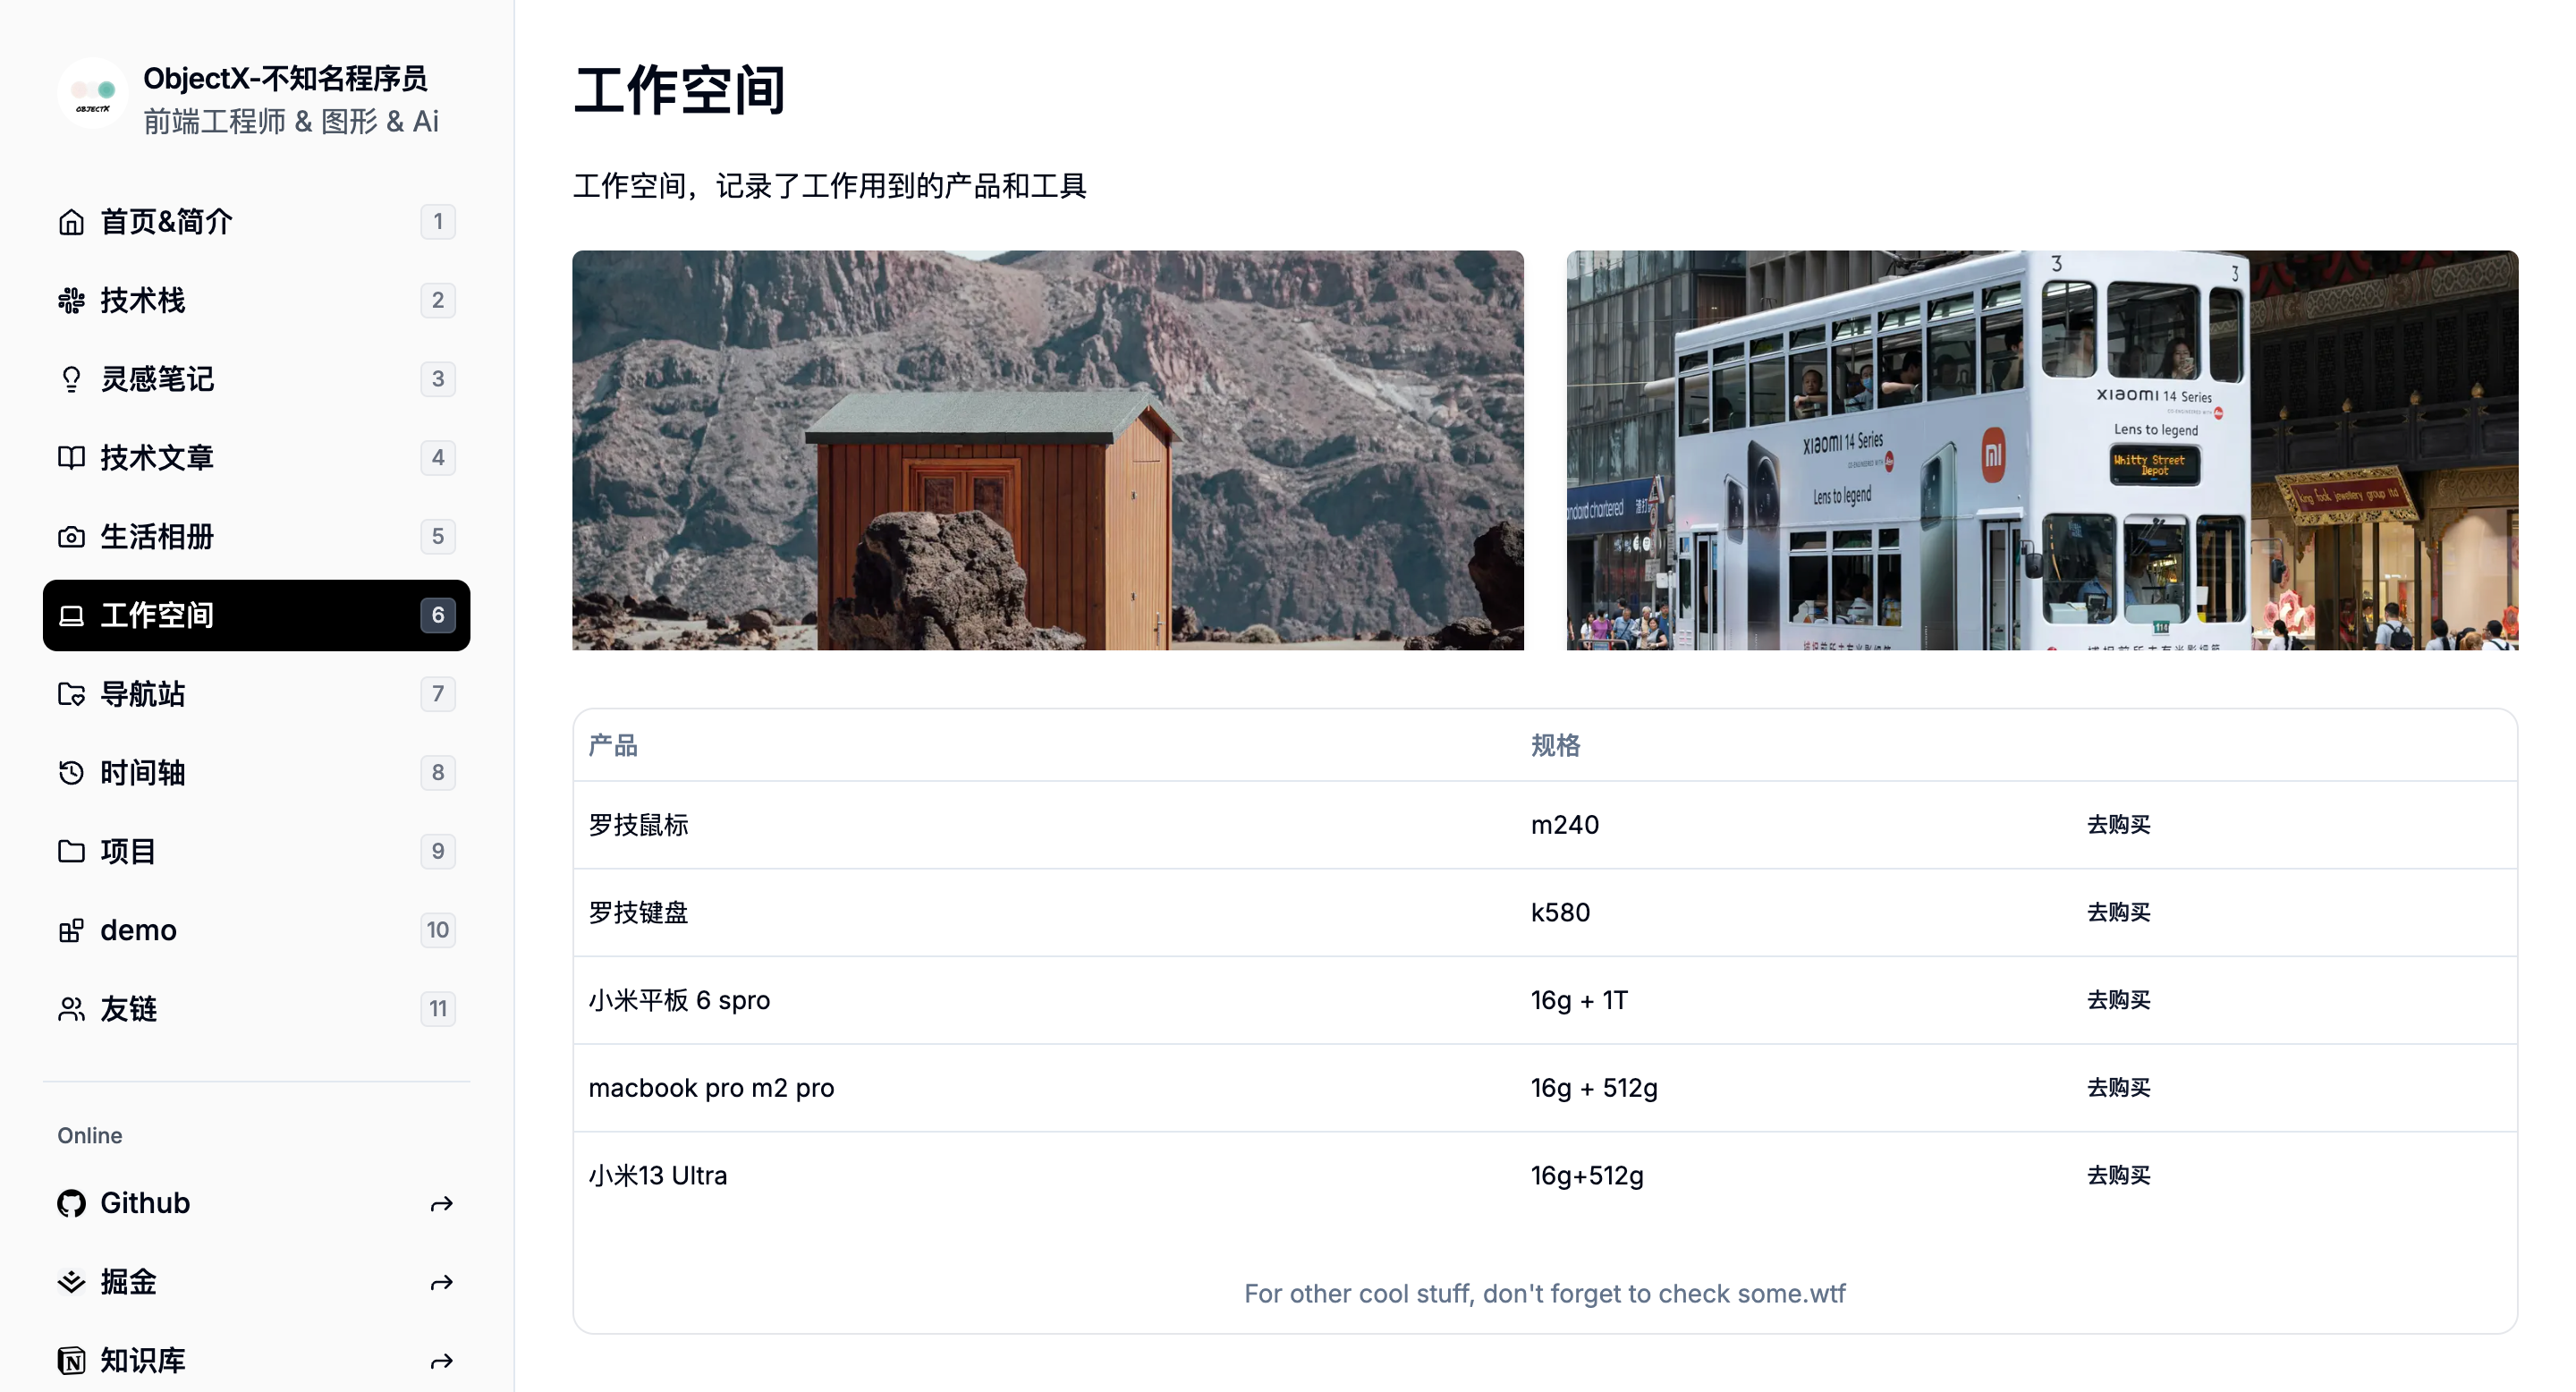 OBJECTX
ObjectX-不知名程序员
前端工程师 & 图形 & Ai
首页&简介 1
技术栈 2
灵感笔记 3
技术文章 4
生活相册 5
工作空间 6
导航站 7
时间轴 8
项目 9
demo 10
友链 11
Online
Github
掘金
知识库
工作空间
工作空间，记录了工作用到的产品和工具
3
3
xiaomi 14 Series
Lens to legend
Whitty Street
Depot
xiaomi 14 Series
Lens to legend
mi
ndard chartered
king fook jewellery group ltd
产品 规格
罗技鼠标 m240 去购买
罗技键盘 k580 去购买
小米平板 6 spro 16g + 1T 去购买
macbook pro m2 pro 16g + 512g 去购买
小米13 Ultra 16g+512g 去购买
For other cool stuff, don't forget to check some.wtf